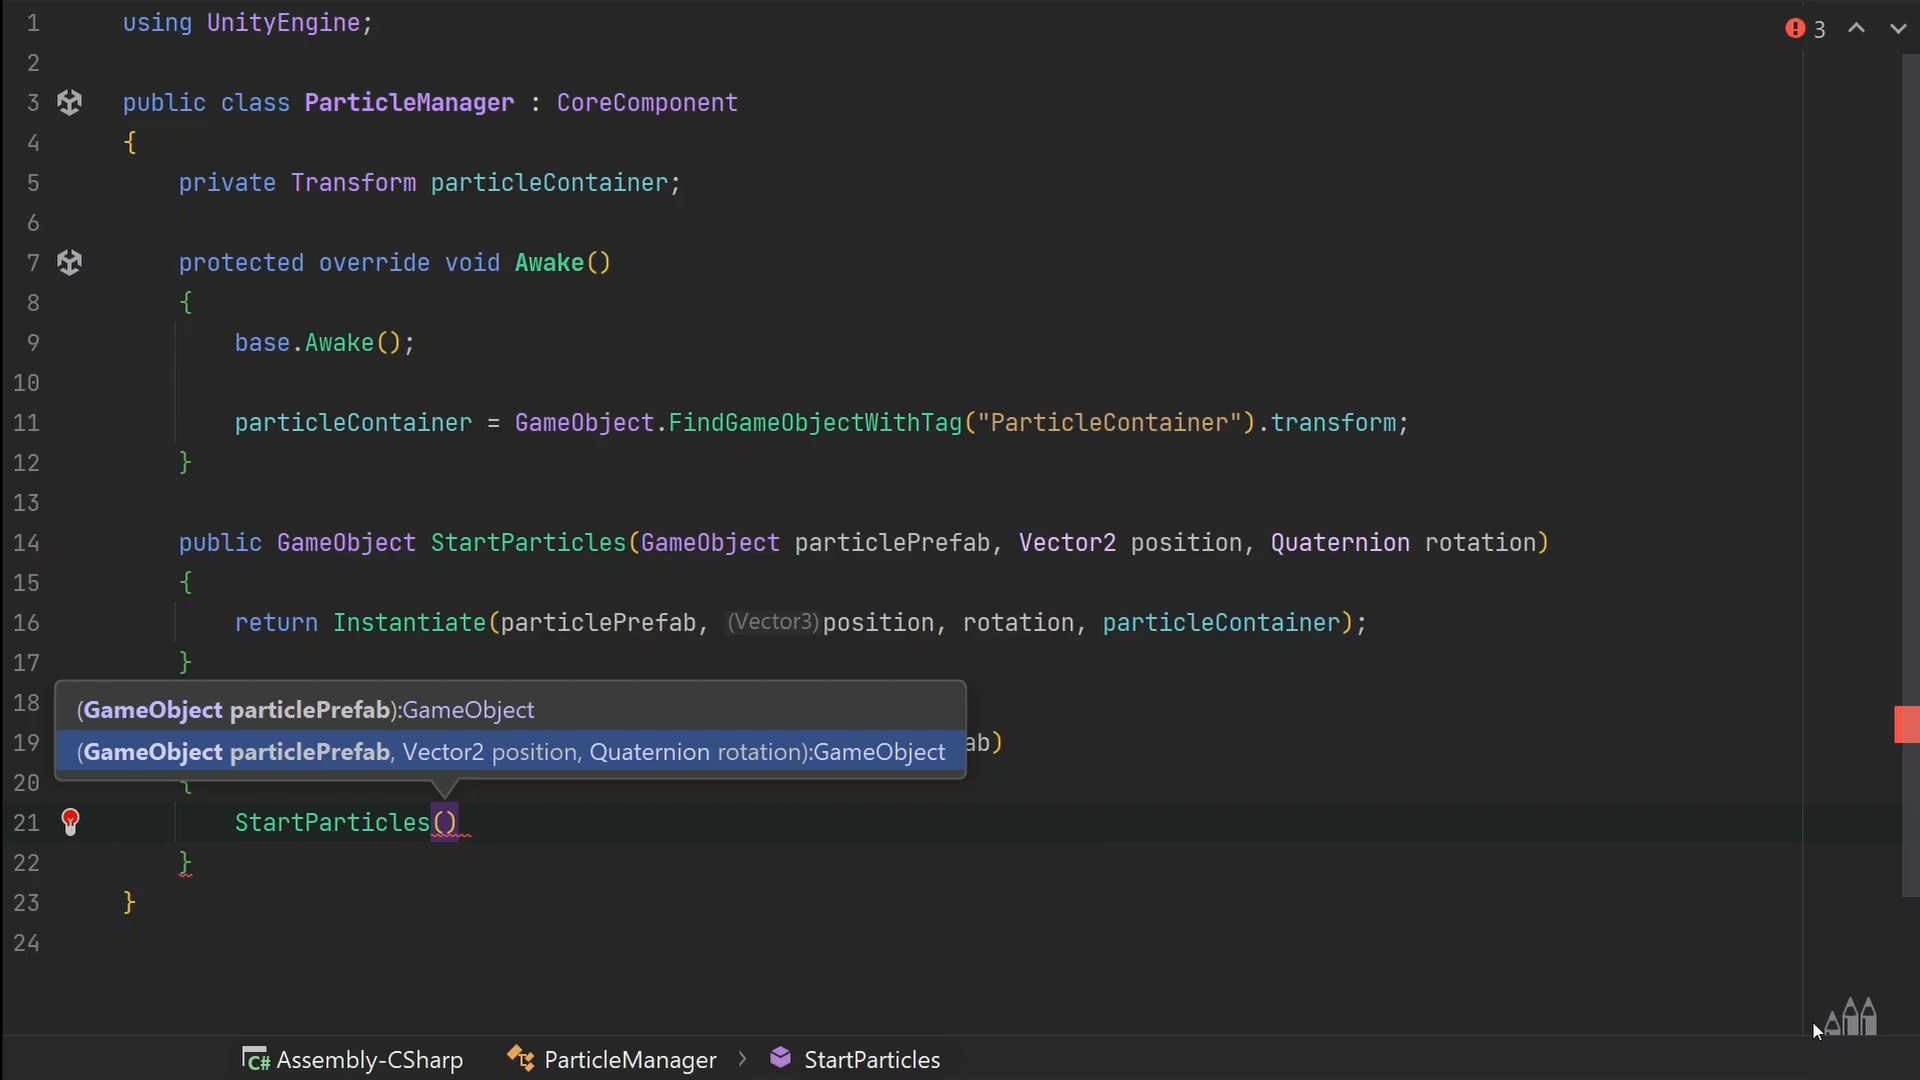 3
1 using UnityEngine;
2
3 public class ParticleManager : CoreComponent
4 {
5 private Transform particleContainer;
6
7 protected override void Awake()
8 {
9 base.Awake();
10
11 particleContainer = GameObject.FindGameObjectWithTag("ParticleContainer").transform;
12 }
13
14 public GameObject StartParticles(GameObject particlePrefab, Vector2 position, Quaternion rotation)
15 {
16 return Instantiate(particlePrefab, (Vector3)position, rotation, particleContainer);
17 }
18 (GameObject particlePrefab):GameObject
19 (GameObject particlePrefab, Vector2 position, Quaternion rotation):GameObject ab)
20 {
21 StartParticles()
22 }
23 }
24
C# Assembly-CSharp ParticleManager > StartParticles